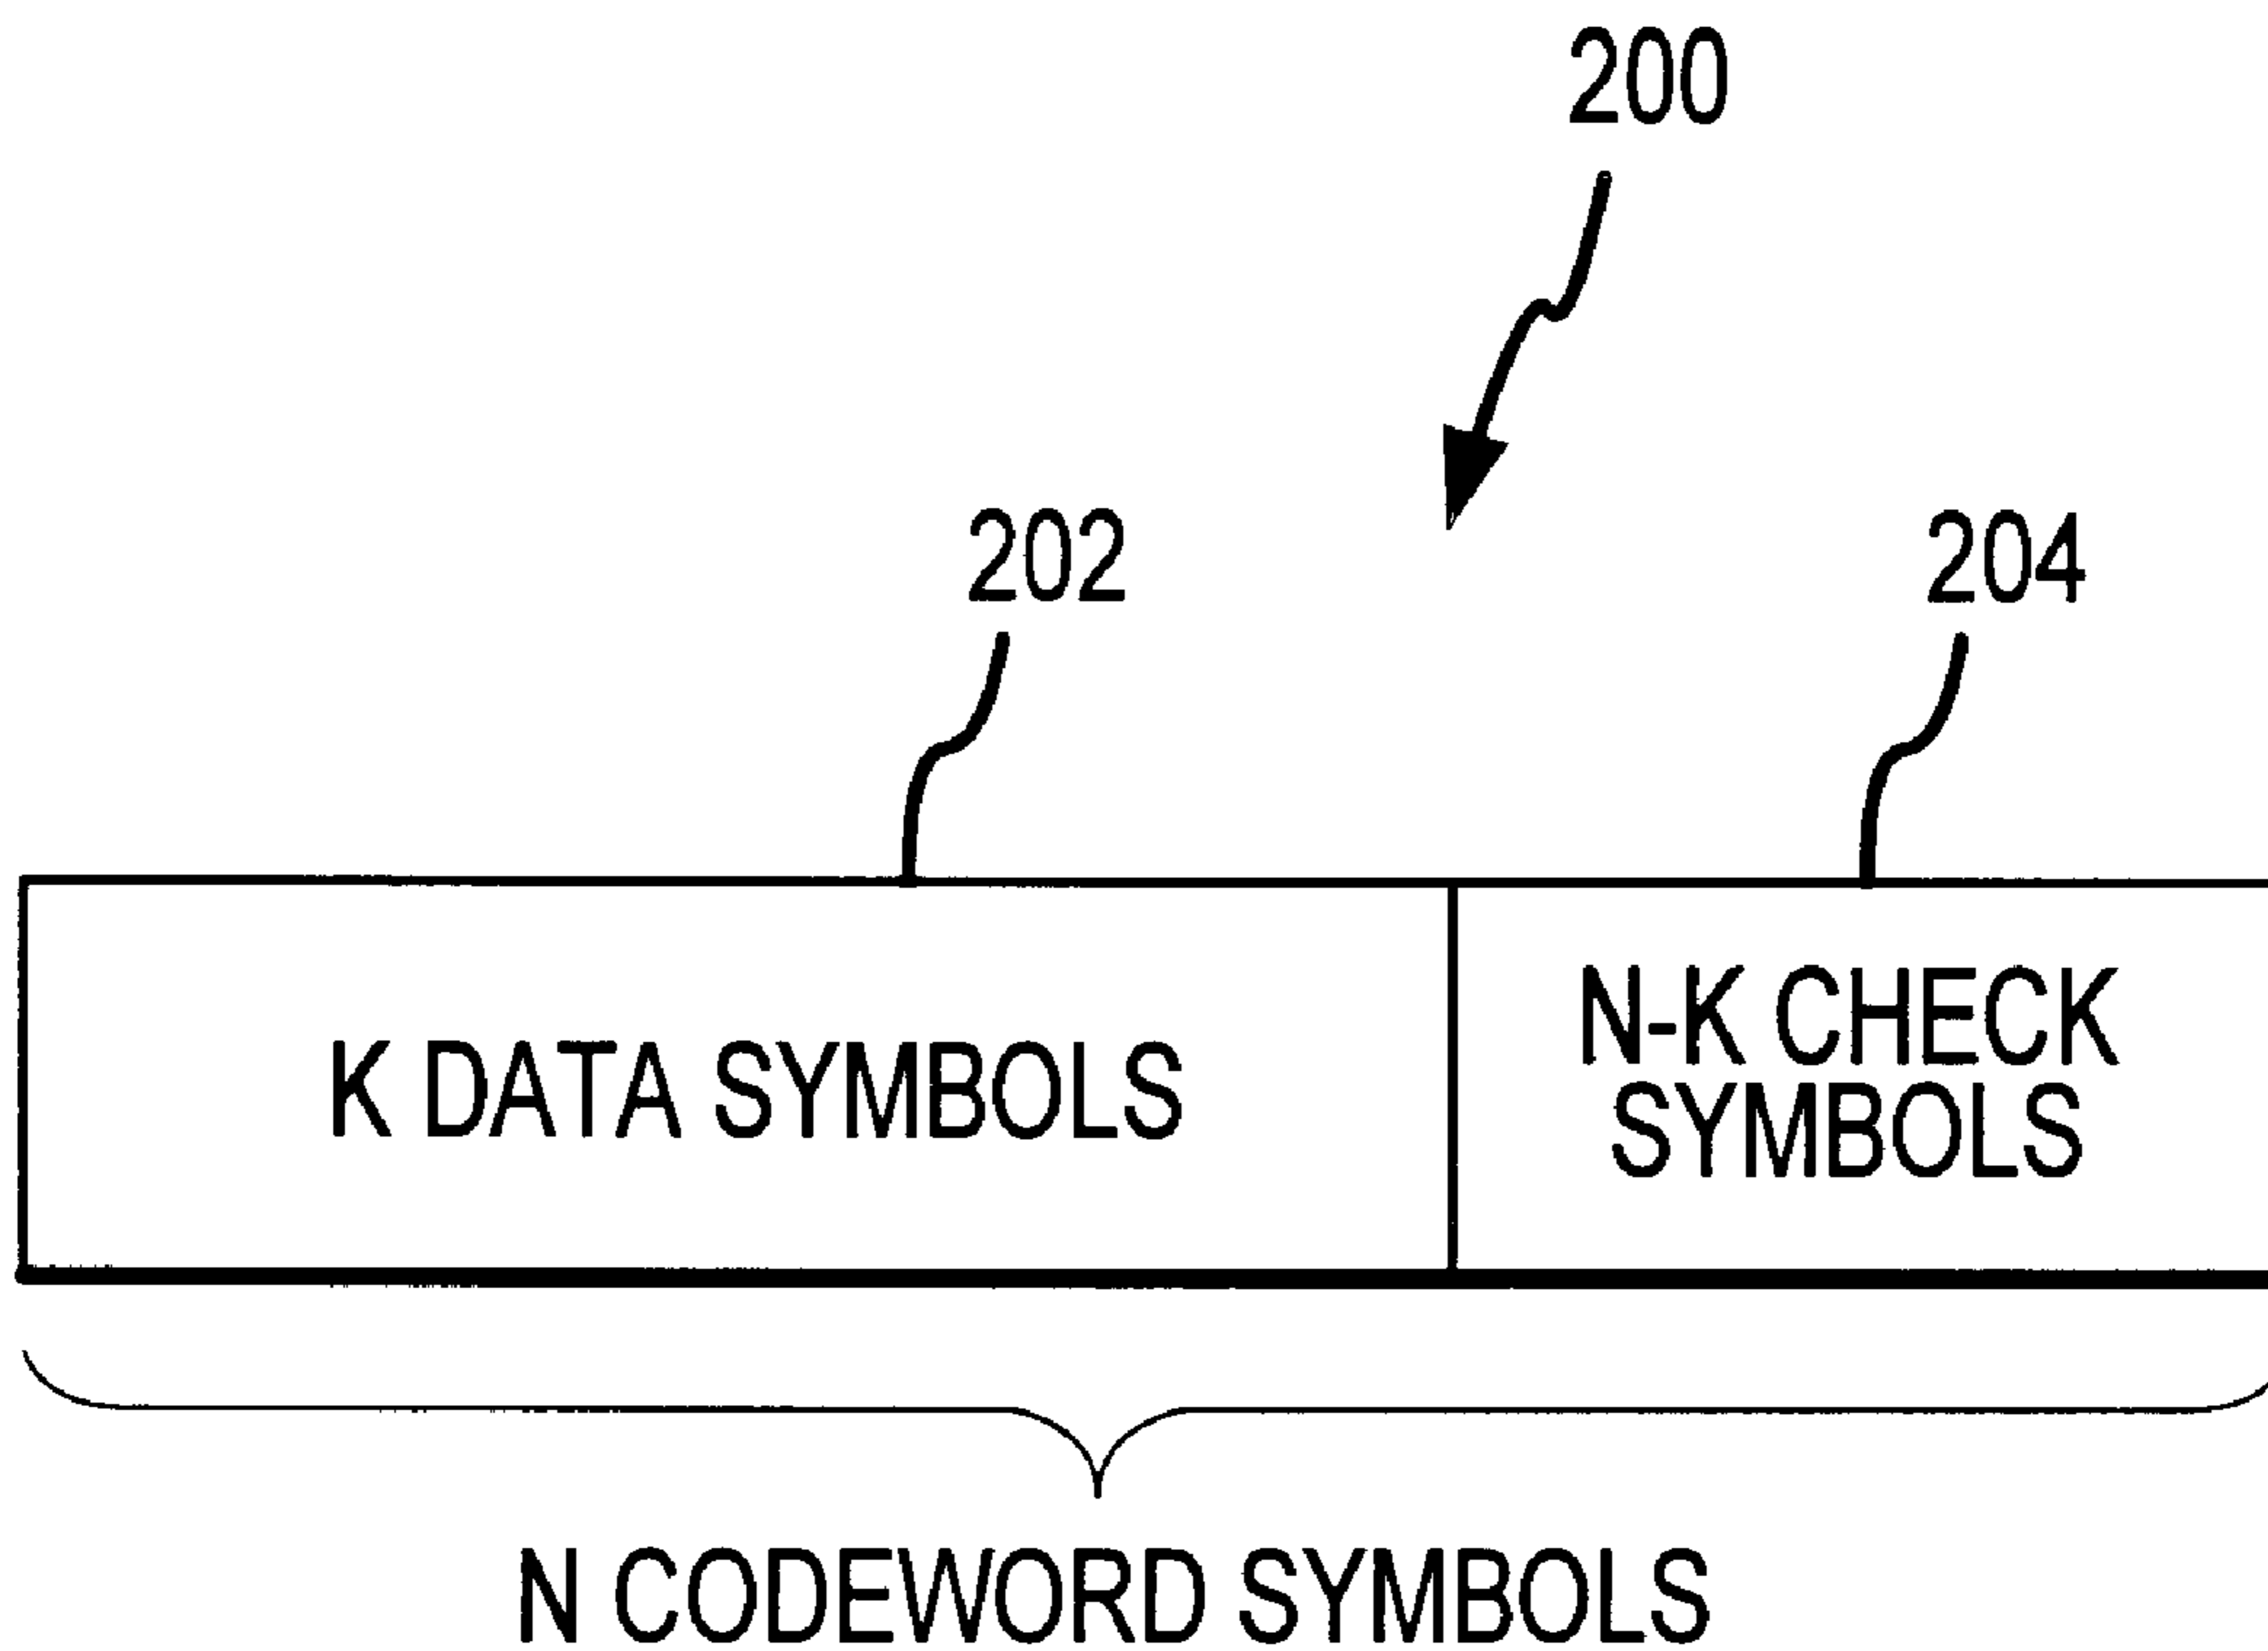 200
202
204
K DATA SYMBOLS
N-K CHECK
SYMBOLS
N CODEWORD SYMBOLS